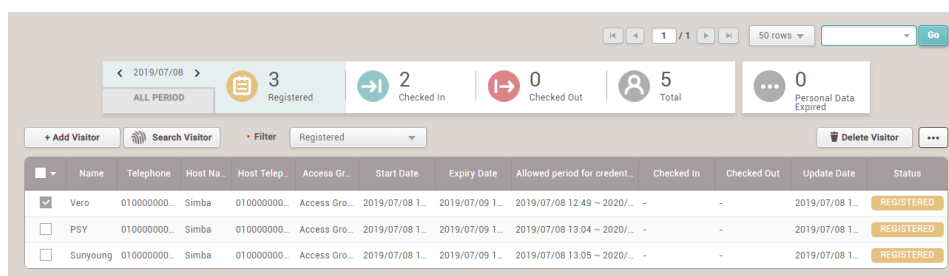 1 / 1 50 rows Go
2019/07/08
ALL PERIOD
3
Registered
2
Checked In
0
Checked Out
5
Total
0
Personal Data
Expired
+ Add Visitor Search Visitor • Filter Registered Delete Visitor •••
Name Telephone Host Na... Host Telep... Access Gr... Start Date Expiry Date Allowed period for credent... Checked In Checked Out Update Date Status
Vero 010000000... Simba 010000000... Access Gro... 2019/07/08 1... 2019/07/09 1... 2019/07/08 12:49 ~ 2020/... - - 2019/07/08 1... REGISTERED
PSY 010000000... Simba 010000000... Access Gro... 2019/07/08 1... 2019/07/09 1... 2019/07/08 13:04 ~ 2020/... - - 2019/07/08 1... REGISTERED
Sunyoung 010000000... Simba 010000000... Access Gro... 2019/07/08 1... 2019/07/09 1... 2019/07/08 13:05 ~ 2020/... - - 2019/07/08 1... REGISTERED